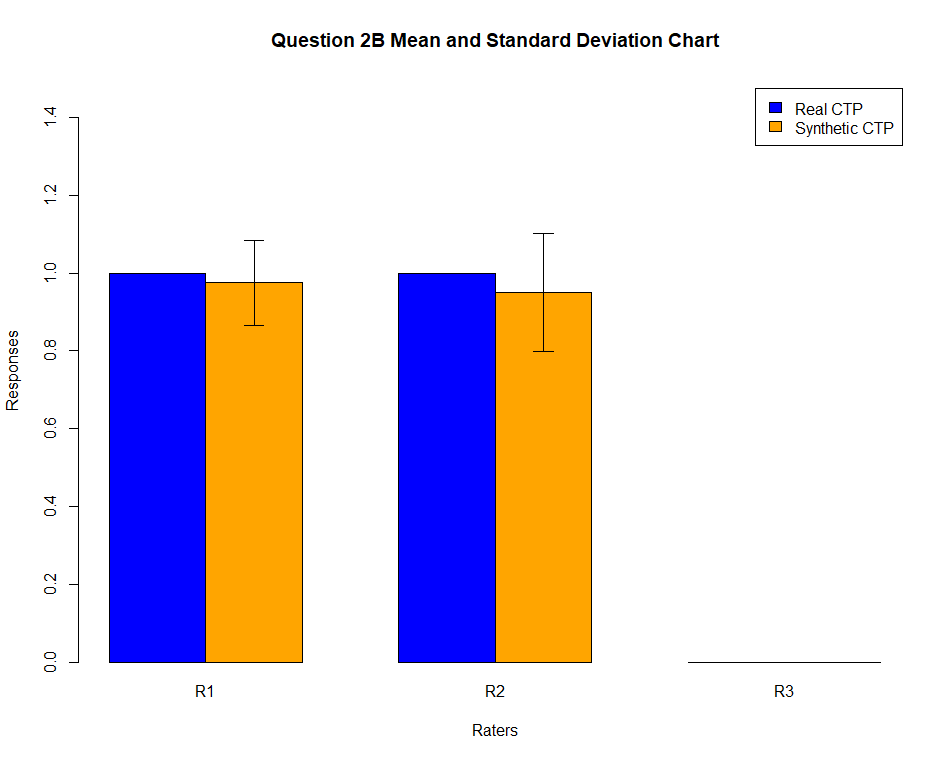 Question 2B Mean and Standard Deviation Chart
Real CTP
Synthetic CTP
1.4
1.2
1.0
0.8
0.6
0.4
0.2
0.0
Responses
R1
R2
R3
Raters